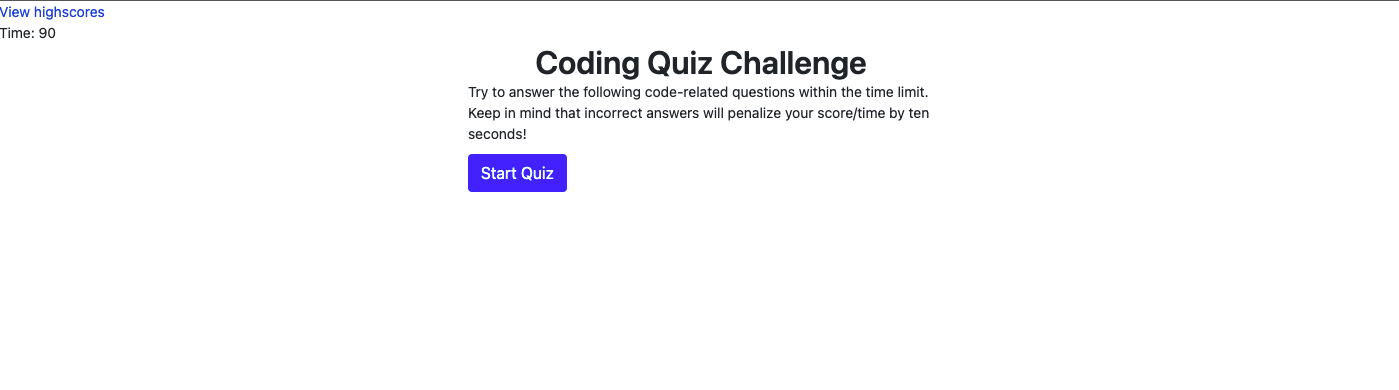 View highscores
Time: 90
Coding Quiz Challenge
Try to answer the following code-related questions within the time limit.
Keep in mind that incorrect answers will penalize your score/time by ten
seconds!
Start Quiz